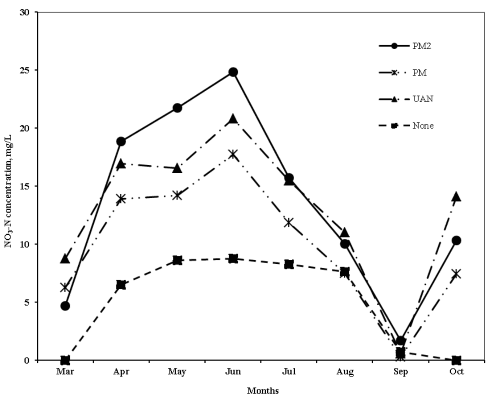 30
25
20
15
10
5
0
NO3-N concentration, mg/L
PM2
PM
UAN
None
Mar Apr May Jun Jul Aug Sep Oct
Months